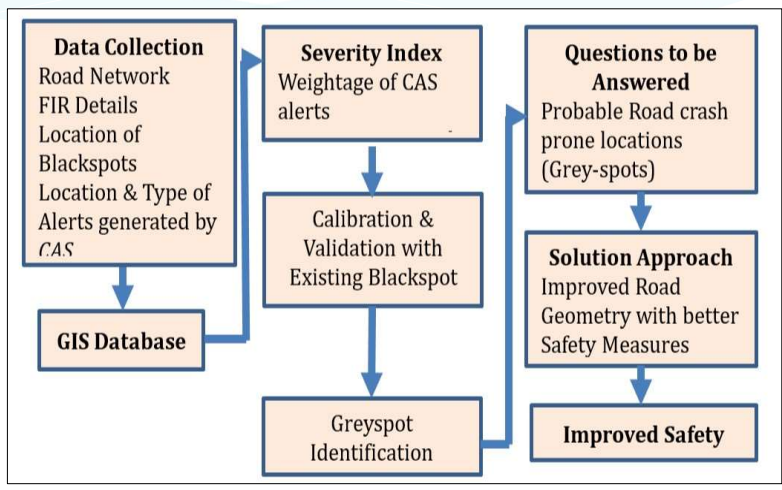 Data Collection
Road Network
FIR Details
Location of
Blackspots
Location & Type of
Alerts generated by
CAS
GIS Database
Severity Index
Weightage of CAS
alerts
Calibration &
Validation with
Existing Blackspot
Greyspot
Identification
Questions to be
Answered
Probable Road crash
prone locations
(Grey-spots)
Solution Approach
Improved Road
Geometry with better
Safety Measures
Improved Safety